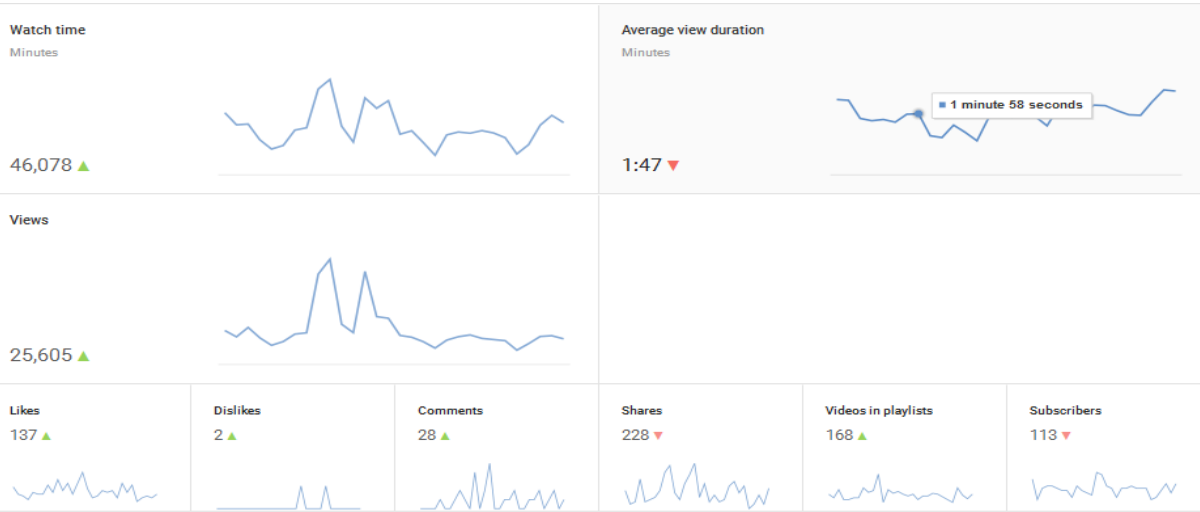 Watch time
Minutes
46,078
Average view duration
Minutes
1 minute 58 seconds
1:47
Views
25,605
Likes
137
Dislikes
2
Comments
28
Shares
228
Videos in playlists
168
Subscribers
113